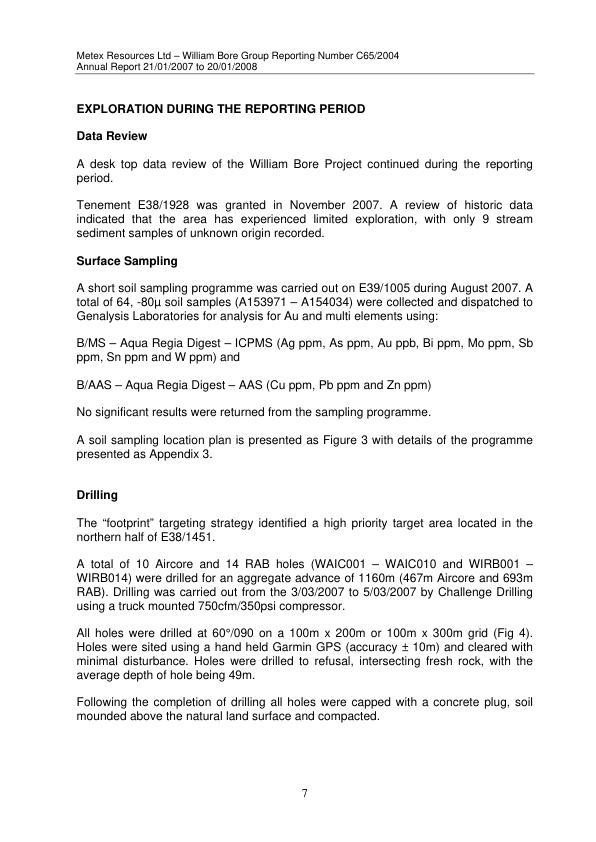 Metex Resources Ltd – William Bore Group Reporting Number C65/2004
Annual Report 21/01/2007 to 20/01/2008
EXPLORATION DURING THE REPORTING PERIOD
Data Review
A desk top data review of the William Bore Project continued during the reporting
period.
Tenement E38/1928 was granted in November 2007. A review of historic data
indicated that the area has experienced limited exploration, with only 9 stream
sediment samples of unknown origin recorded.
Surface Sampling
A short soil sampling programme was carried out on E39/1005 during August 2007. A
total of 64, -80µ soil samples (A153971 – A154034) were collected and dispatched to
Genalysis Laboratories for analysis for Au and multi elements using:
B/MS – Aqua Regia Digest – ICPMS (Ag ppm, As ppm, Au ppb, Bi ppm, Mo ppm, Sb
ppm, Sn ppm and W ppm) and
B/AAS – Aqua Regia Digest – AAS (Cu ppm, Pb ppm and Zn ppm)
No significant results were returned from the sampling programme.
A soil sampling location plan is presented as Figure 3 with details of the programme
presented as Appendix 3.
Drilling
The “footprint” targeting strategy identified a high priority target area located in the
northern half of E38/1451.
A total of 10 Aircore and 14 RAB holes (WAIC001 – WAIC010 and WIRB001 –
WIRB014) were drilled for an aggregate advance of 1160m (467m Aircore and 693m
RAB). Drilling was carried out from the 3/03/2007 to 5/03/2007 by Challenge Drilling
using a truck mounted 750cfm/350psi compressor.
All holes were drilled at 60°/090 on a 100m x 200m or 100m x 300m grid (Fig 4).
Holes were sited using a hand held Garmin GPS (accuracy ± 10m) and cleared with
minimal disturbance. Holes were drilled to refusal, intersecting fresh rock, with the
average depth of hole being 49m.
Following the completion of drilling all holes were capped with a concrete plug, soil
mounded above the natural land surface and compacted.
7